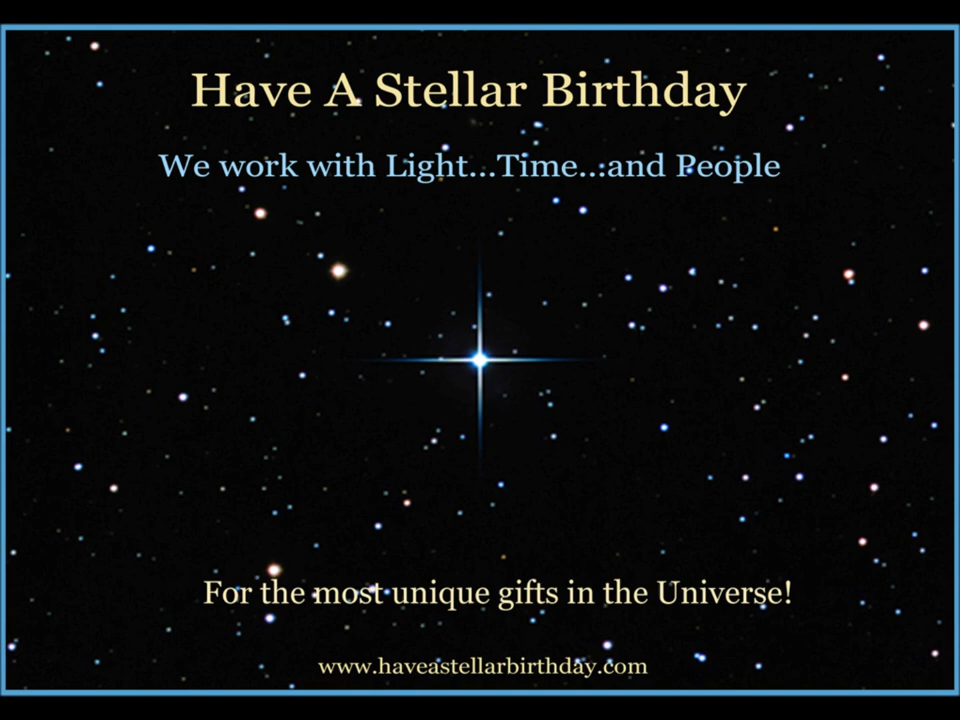 Have A Stellar Birthday
We work with Light...Time...and People
For the most unique gifts in the Universe!
www.haveastellarbirthday.com